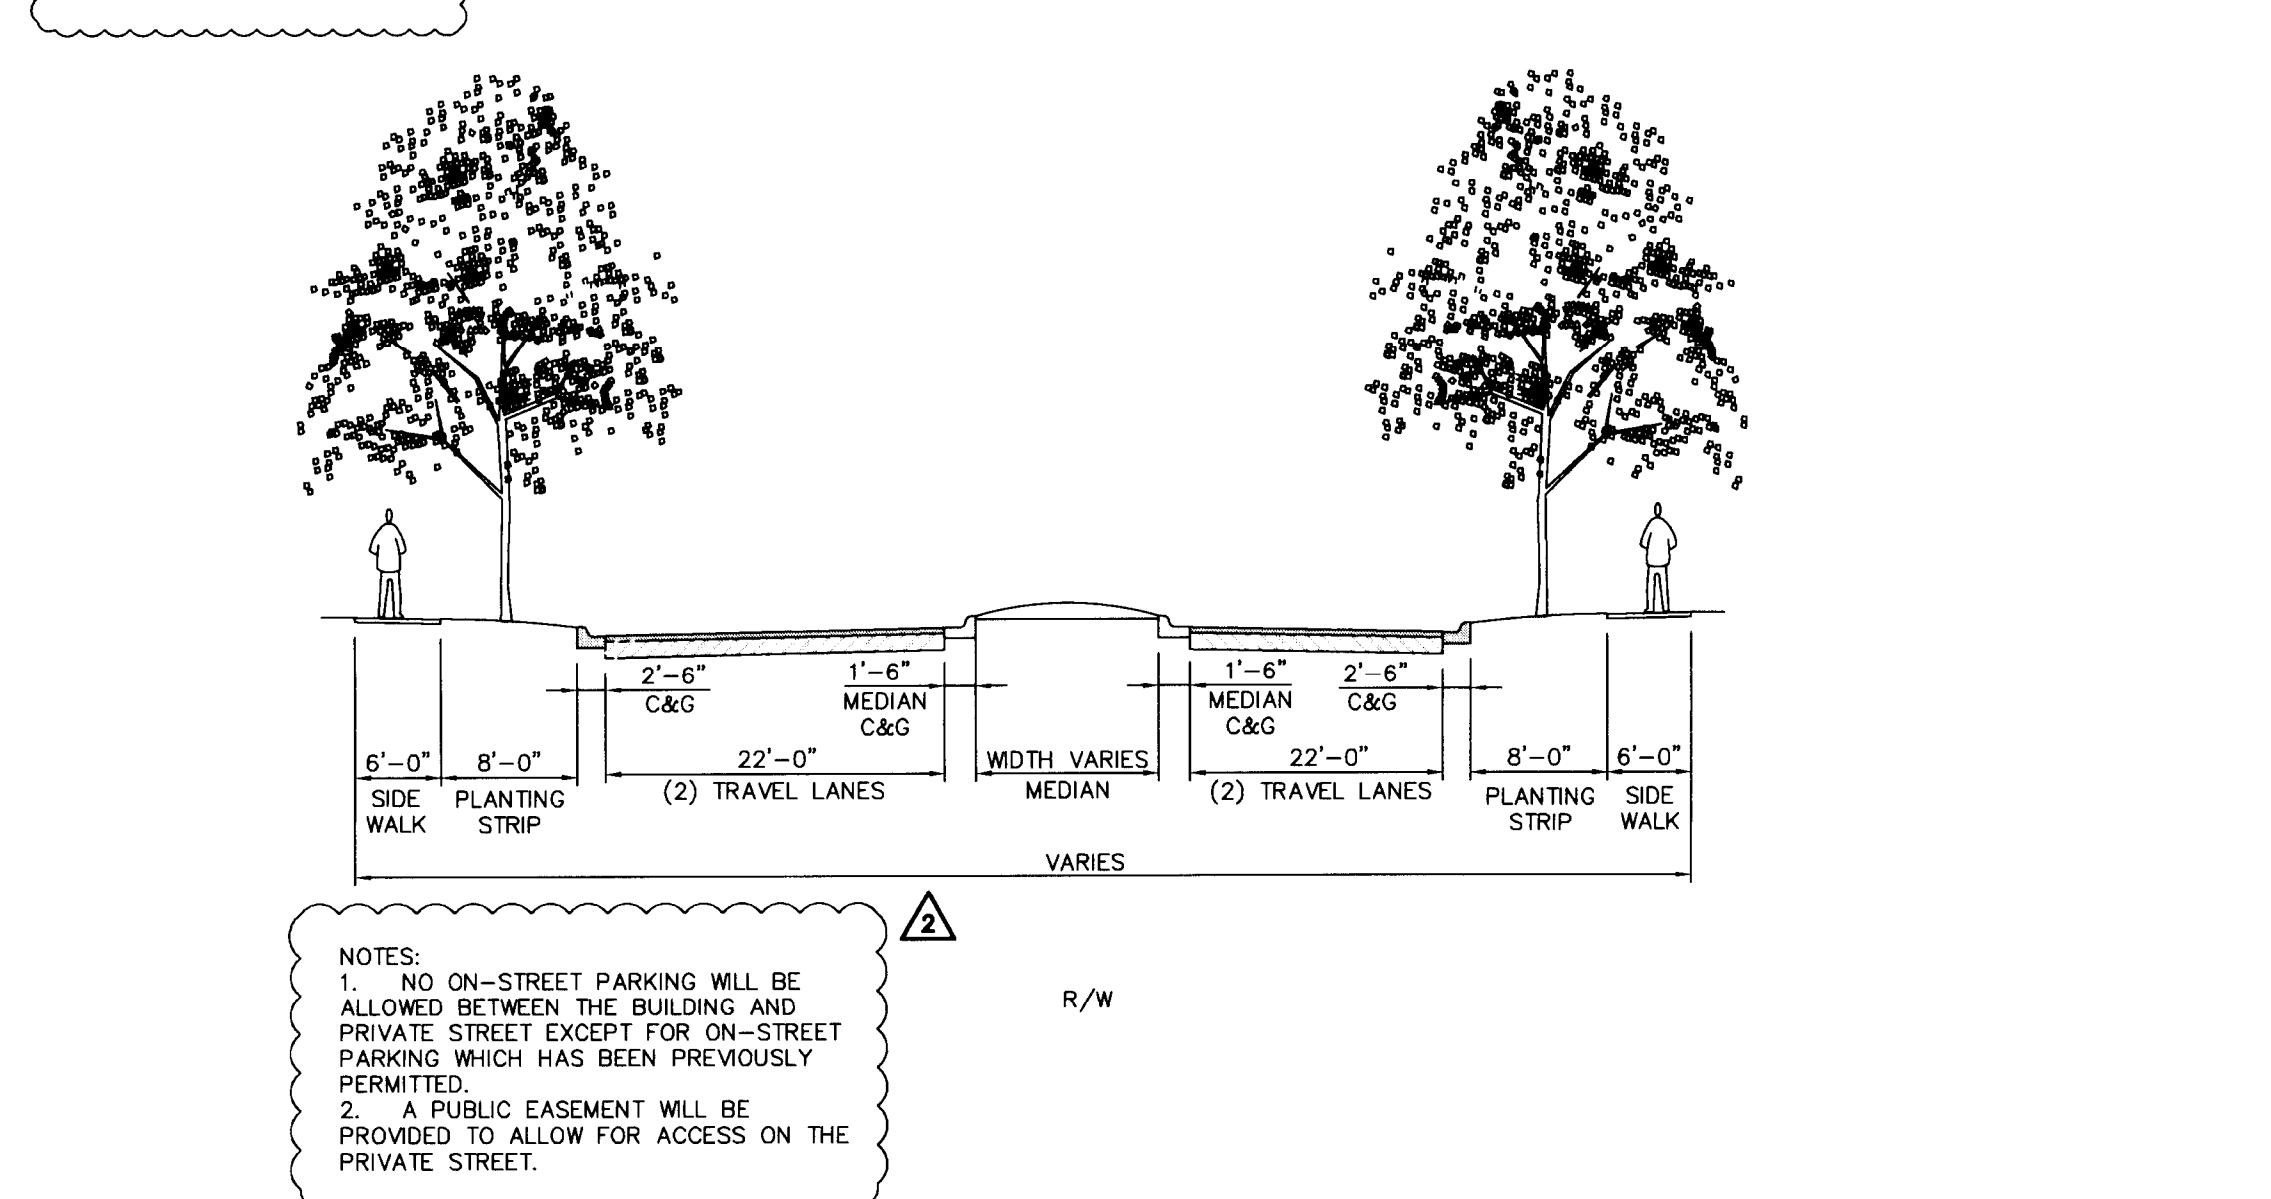 2'-6"
C&G
1'-6"
MEDIAN
C&G
1'-6"
MEDIAN
C&G
2'-6"
C&G
6'-0"
SIDE
WALK
8'-0"
PLANTING
STRIP
22'-0"
(2) TRAVEL LANES
WIDTH VARIES
MEDIAN
22'-0"
(2) TRAVEL LANES
8'-0"
PLANTING
STRIP
6'-0"
SIDE
WALK
VARIES
2
NOTES:
1. NO ON-STREET PARKING WILL BE
ALLOWED BETWEEN THE BUILDING AND
PRIVATE STREET EXCEPT FOR ON-STREET
PARKING WHICH HAS BEEN PREVIOUSLY
PERMITTED.
2. A PUBLIC EASEMENT WILL BE
PROVIDED TO ALLOW FOR ACCESS ON THE
PRIVATE STREET.
R/W